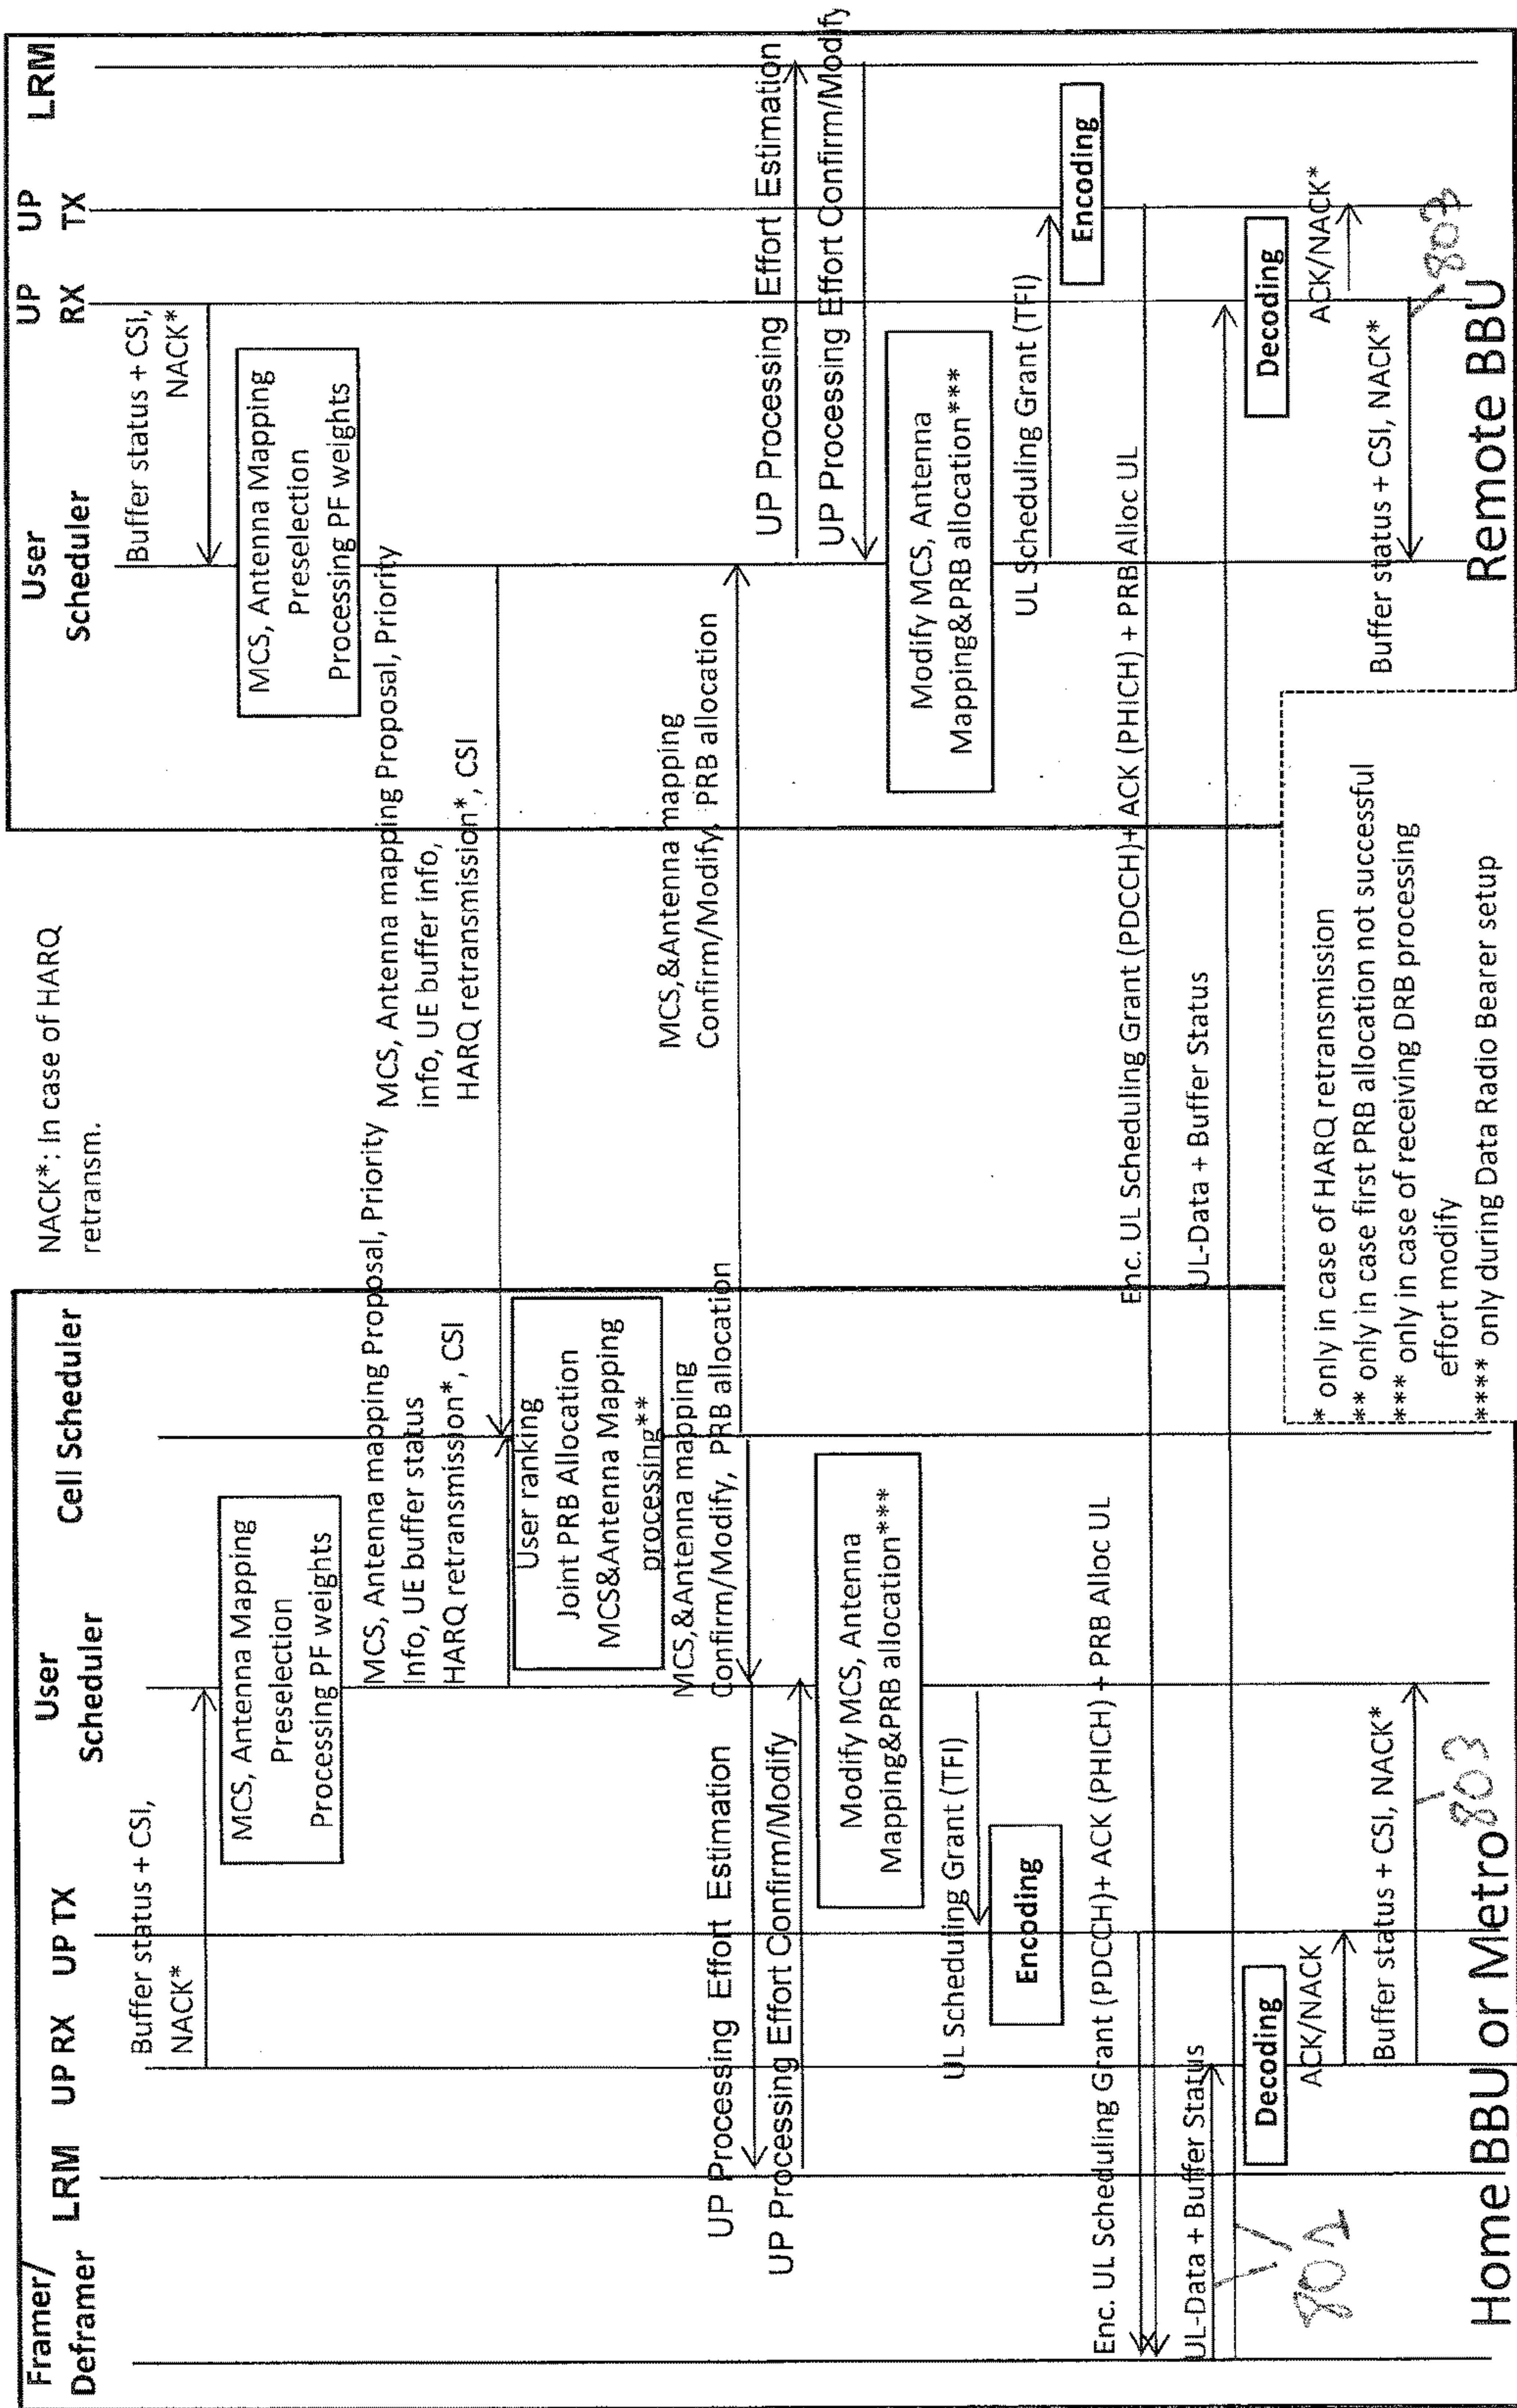 Framer/
Deframer
LRM
UP RX
UP TX
User
Scheduler
Cell Scheduler
NACK*: In case of HARQ
retransm.
User
Scheduler
UP
RX
UP
TX
LRM
Buffer status + CSI,
NACK*
Buffer status + CSI,
NACK*
MCS, Antenna Mapping
Preselection
Processing PF weights
MCS, Antenna Mapping
Preselection
Processing PF weights
MCS, Antenna mapping Proposal, Priority
Info, UE buffer status
HARQ retransmission*, CSI
MCS, Antenna mapping Proposal, Priority
info, UE buffer info,
HARQ retransmission*, CSI
User ranking
Joint PRB Allocation
MCS&Antenna Mapping
processing**
MCS,&Antenna mapping
Confirm/Modify, PRB allocation
MCS,&Antenna mapping
Confirm/Modify, PRB allocation
UP Processing Effort Estimation
UP Processing Effort Confirm/Modify
UP Processing Effort Estimation
UP Processing Effort Confirm/Modify
Modify MCS, Antenna
Mapping&PRB allocation***
Modify MCS, Antenna
Mapping&PRB allocation***
UL Scheduling Grant (TFI)
UL Scheduling Grant (TFI)
Encoding
Encoding
Enc. UL Scheduling Grant (PDCCH)+ ACK (PHICH) + PRB Alloc UL
Enc. UL Scheduling Grant (PDCCH)+ ACK (PHICH) + PRB Alloc UL
UL-Data + Buffer Status
UL-Data + Buffer Status
801
Decoding
Decoding
ACK/NACK
ACK/NACK*
Buffer status + CSI, NACK*
803
Buffer status + CSI, NACK*
803
* only in case of HARQ retransmission
** only in case first PRB allocation not successful
*** only in case of receiving DRB processing
effort modify
**** only during Data Radio Bearer setup
Home BBU or Metro
Remote BBU